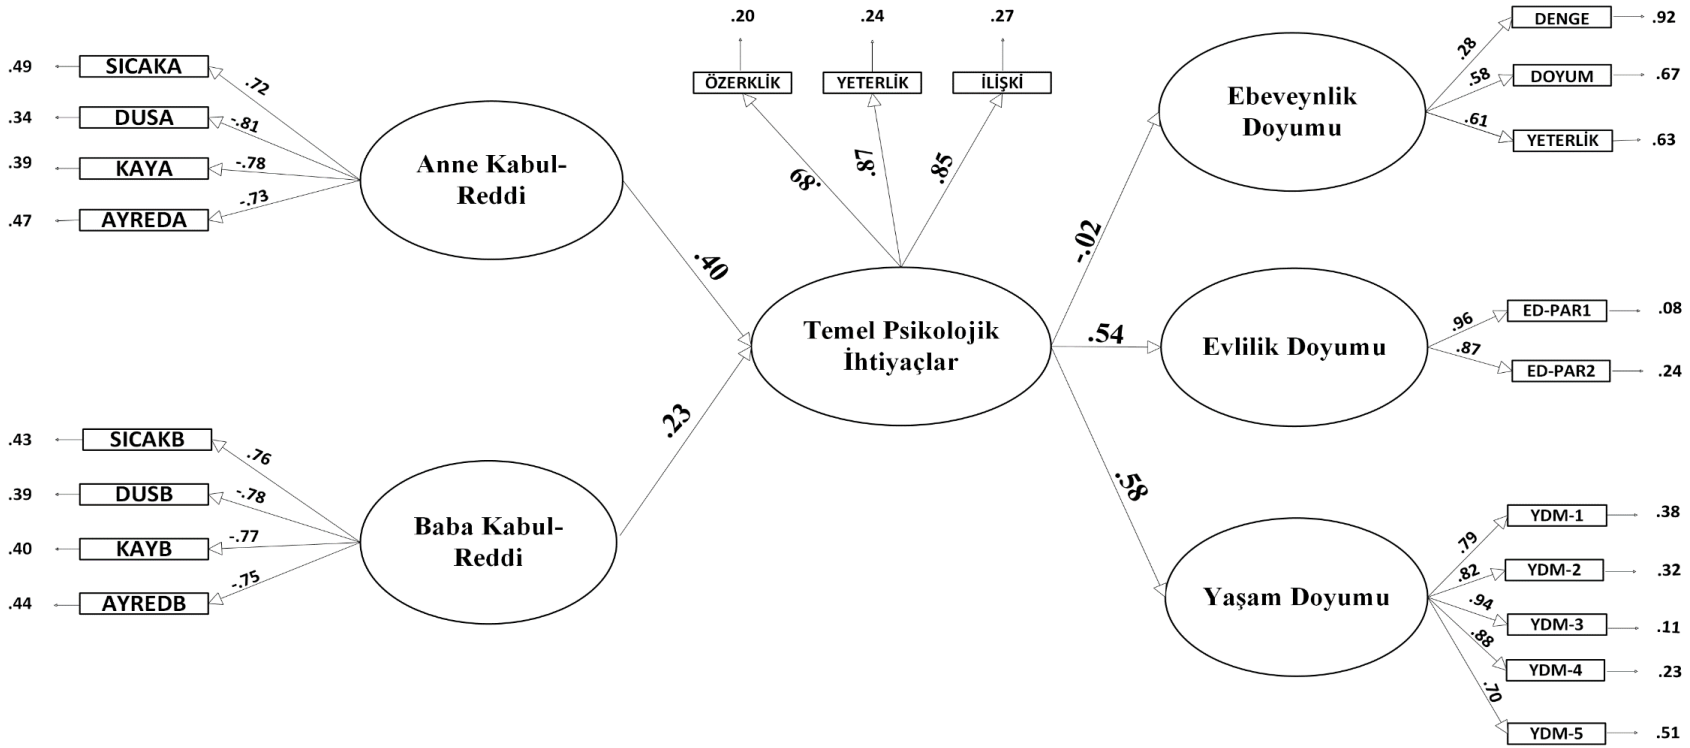 .20
.24
.27
ÖZERKLİK
YETERLİK
İLİŞKİ
.89
.87
.85
.49
SICAKA
.72
.34
DUSA
-.81
.39
KAYA
-.78
.47
AYREDA
-.73
Anne Kabul-
Reddi
.40
.43
SICAKB
.76
.39
DUSB
-.78
.40
KAYB
-.77
.44
AYREDB
-.75
Baba Kabul-
Reddi
.23
Temel Psikolojik
İhtiyaçlar
-.02
.54
.58
Ebeveynlik
Doyumu
.28
DENGE
.92
.58
DOYUM
.67
.61
YETERLİK
.63
Evlilik Doyumu
.96
ED-PAR1
.08
.87
ED-PAR2
.24
Yaşam Doyumu
.79
YDM-1
.38
.82
YDM-2
.32
.94
YDM-3
.11
.88
YDM-4
.23
.70
YDM-5
.51